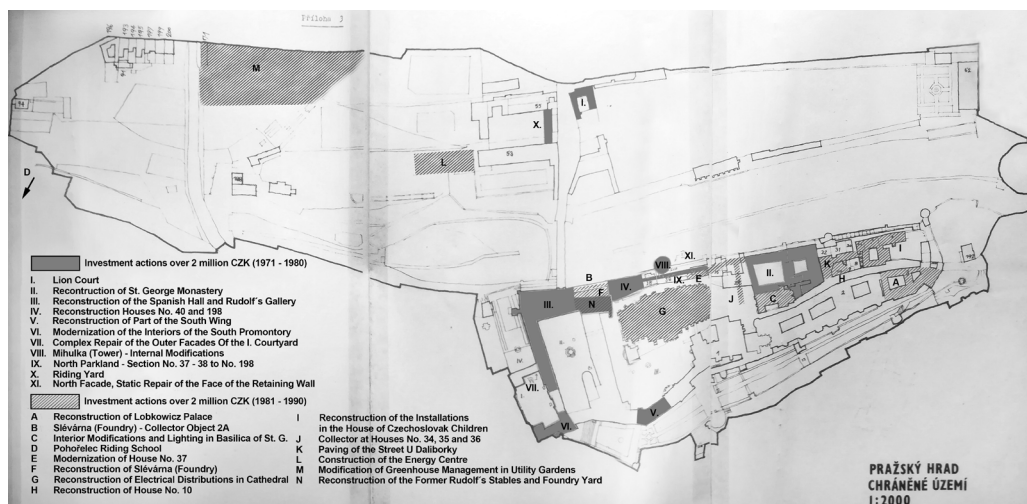 Příloha 3
M
D
L
X.
I.
53
52
XI.
VIII.
B
F
IX.
E
III.
N
IV.
G
J
II.
C
K
H
I
A
VII.
VI.
V.
Investment actions over 2 million CZK (1971 - 1980)
I. Lion Court
II. Recontruction of St. George Monastery
III. Reconstruction of the Spanish Hall and Rudolf´s Gallery
IV. Reconstruction Houses No. 40 and 198
V. Reconstruction of Part of the South Wing
VI. Modernization of the Interiors of the South Promontory
VII. Complex Repair of the Outer Facades Of the I. Courtyard
VIII. Mihulka (Tower) - Internal Modifications
IX. North Parkland - Section No. 37 - 38 to No. 198
X. Riding Yard
XI. North Facade, Static Repair of the Face of the Retaining Wall
Investment actions over 2 million CZK (1981 - 1990)
A Reconstruction of Lobkowicz Palace
B Slévárna (Foundry) - Collector Object 2A
C Interior Modifications and Lighting in Basilica of St. G.
D Pohořelec Riding School
E Modernization of House No. 37
F Reconstruction of Slévárna (Foundry)
G Reconstruction of Electrical Distributions in Cathedral
H Reconstruction of House No. 10
I Reconstruction of the Installations
in the House of Czechoslovak Children
J Collector at Houses No. 34, 35 and 36
K Paving of the Street U Daliborky
L Construction of the Energy Centre
M Modification of Greenhouse Management in Utility Gardens
N Reconstruction of the Former Rudolf´s Stables and Foundry Yard
PRAŽSKÝ HRAD
CHRÁNĚNÉ ÚZEMÍ
1:2000